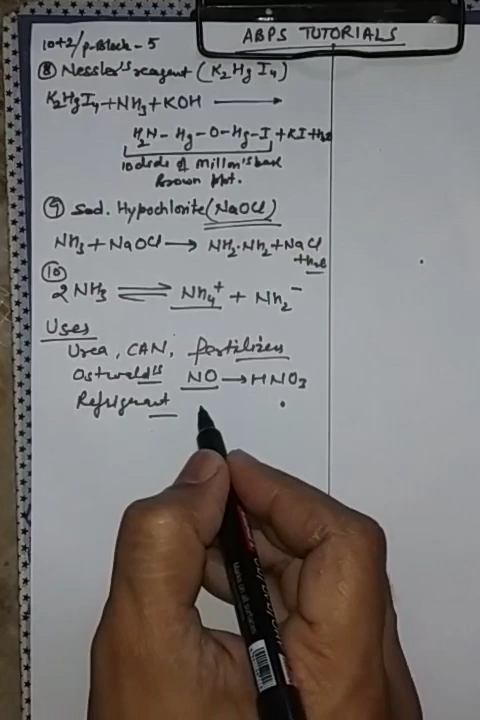 ABPS TUTORIALS
10+2/p-Block-5
⑧ Nessler's reagent (K2HgI4)
K2HgI4+NH3+KOH →
H2N-Hg-O-Hg-I +KI+H2O
Iodide of Millon's base
Brown ppt.
⑨ Sod. Hypochlorite (NaOCl)
NH3+NaOCl → NH2·NH2+NaCl
+H2O
⑩
2NH3 ⇌ NH4+ + NH2-
Uses
Urea, CAN, fertilizers
Ostwald's NO → HNO3
Refrigerant